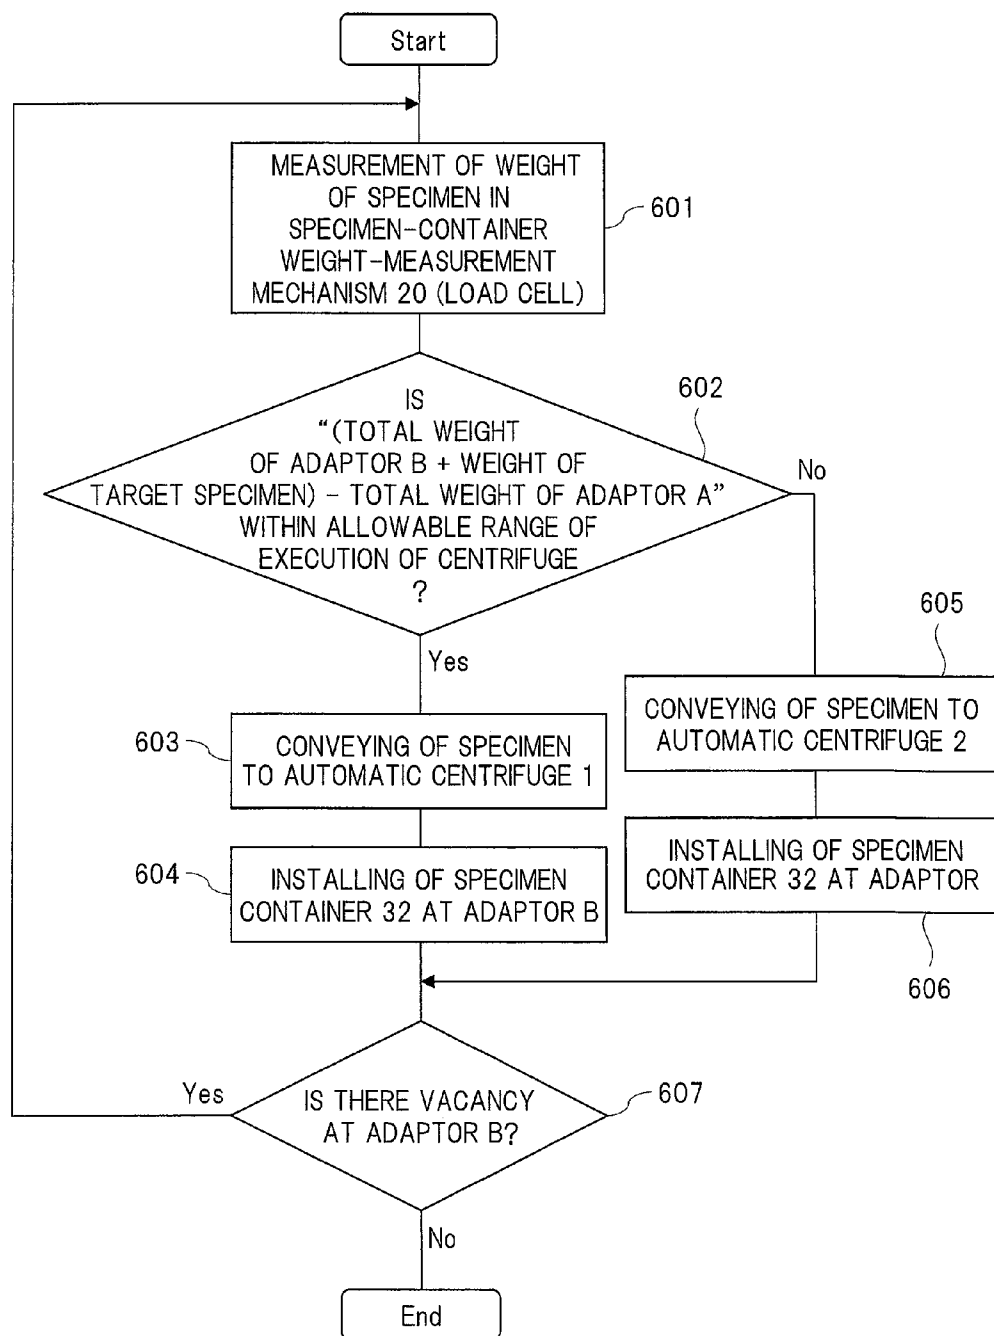 Start
MEASUREMENT OF WEIGHT
OF SPECIMEN IN
SPECIMEN-CONTAINER
WEIGHT-MEASUREMENT
MECHANISM 20 (LOAD CELL)
601
IS
“(TOTAL WEIGHT
OF ADAPTOR B + WEIGHT OF
TARGET SPECIMEN) - TOTAL WEIGHT OF ADAPTOR A”
WITHIN ALLOWABLE RANGE OF
EXECUTION OF CENTRIFUGE
?
602
No
Yes
605
603
CONVEYING OF SPECIMEN
TO AUTOMATIC CENTRIFUGE 1
CONVEYING OF SPECIMEN TO
AUTOMATIC CENTRIFUGE 2
604
INSTALLING OF SPECIMEN
CONTAINER 32 AT ADAPTOR B
INSTALLING OF SPECIMEN
CONTAINER 32 AT ADAPTOR
606
Yes
IS THERE VACANCY
AT ADAPTOR B?
607
No
End